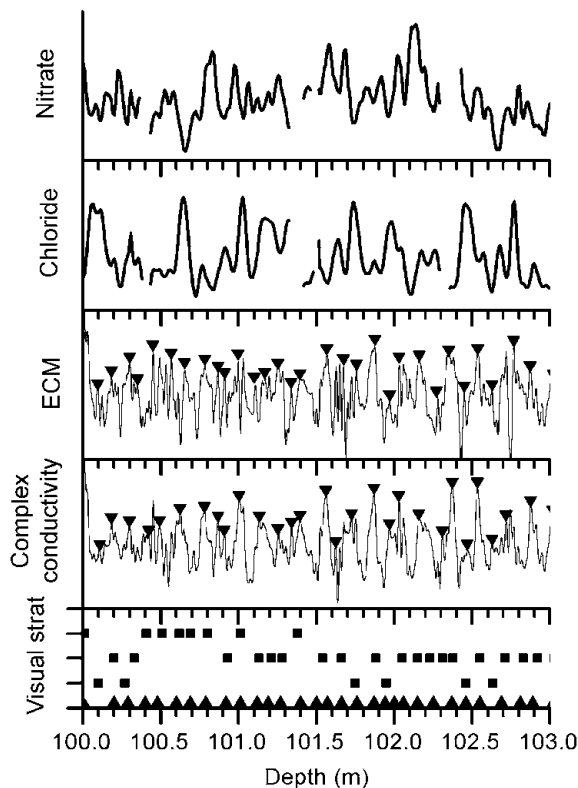 Nitrate
Chloride
ECM
Complex
conductivity
Visual strat
100.0 100.5 101.0 101.5 102.0 102.5 103.0
Depth (m)